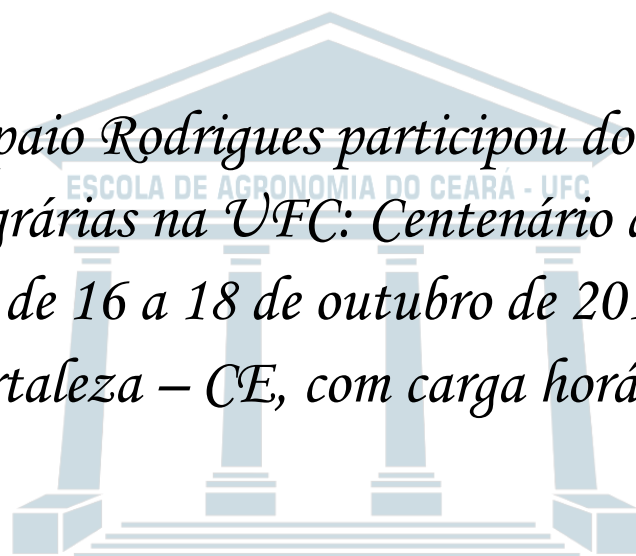 paio Rodrigues participou do
ESCOLA DE AGRONOMIA DO CEARÁ - UFC
grárias na UFC: Centenário
de 16 a 18 de outubro de 201
rtaleza – CE, com carga horá